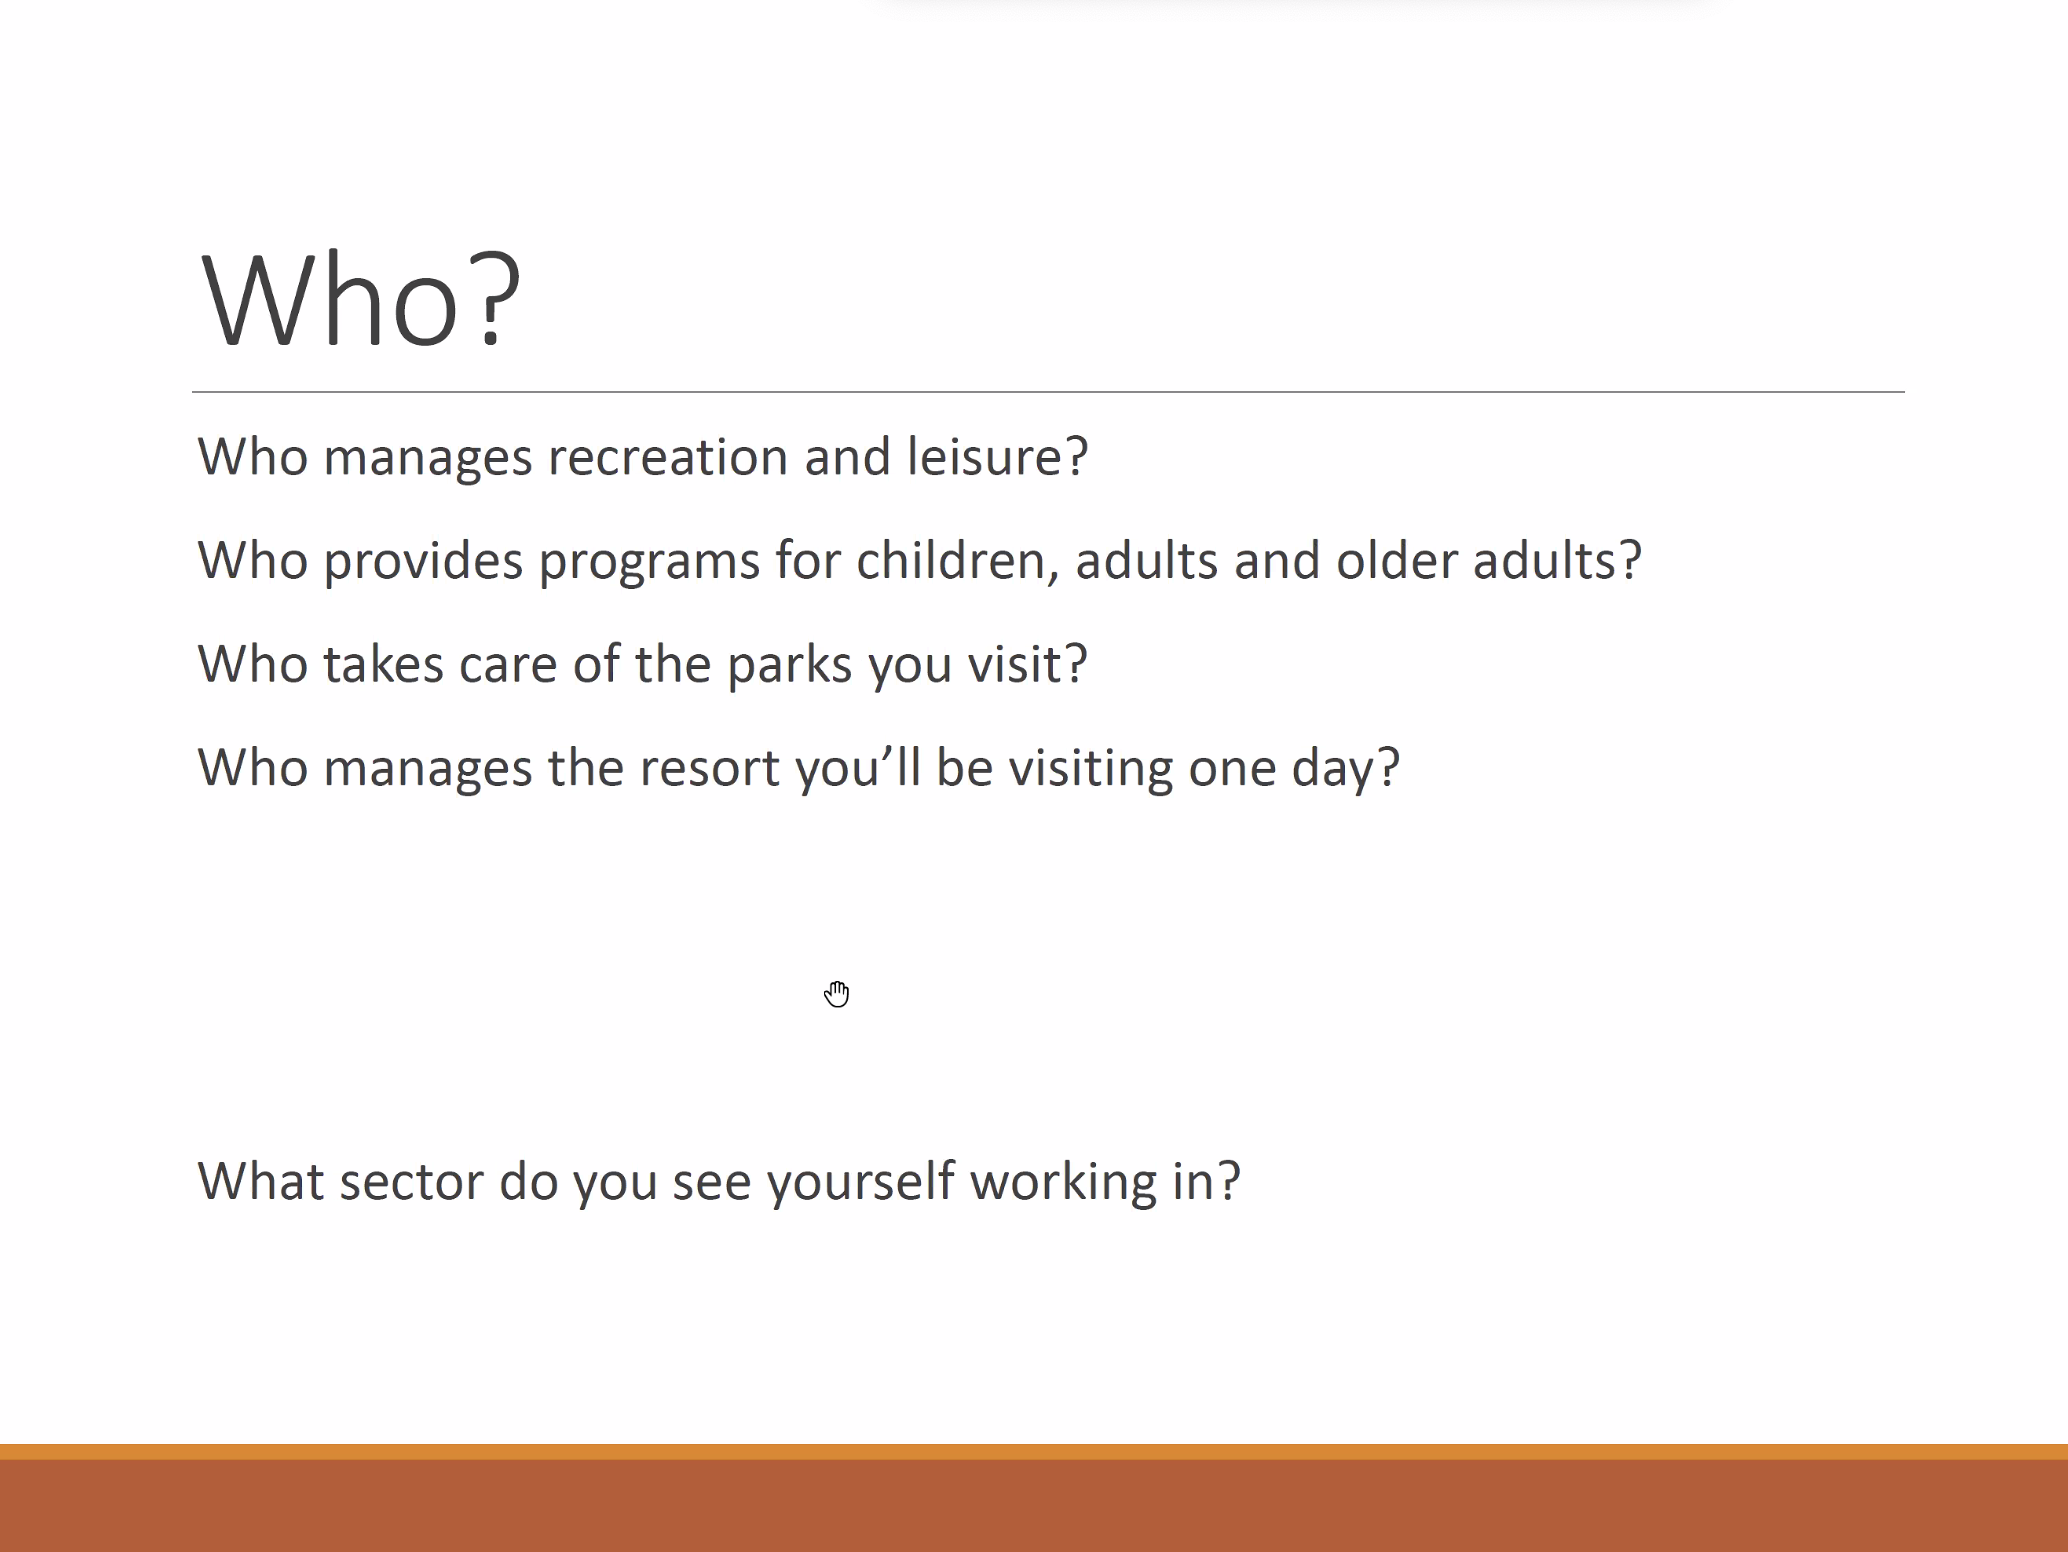 Who?
Who manages recreation and leisure?
Who provides programs for children, adults and older adults?
Who takes care of the parks you visit?
Who manages the resort you’ll be visiting one day?
What sector do you see yourself working in?